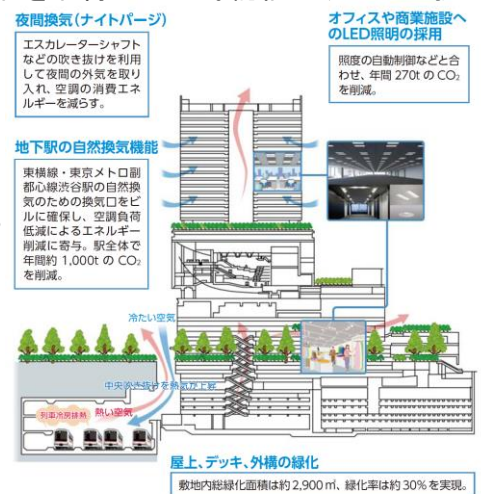 夜間換気(ナイトパージ)
エスカレーターシャフト
などの吹き抜けを利用
して夜間の外気を取り
入れ、空調の消費エネ
ルギーを減らす。
オフィスや商業施設へ
のLED照明の採用
照度の自動制御などと合
わせ、年間 270t の CO₂
を削減。
地下駅の自然換気機能
東横線・東京メトロ副
都心線渋谷駅の自然換
気のための換気口をビ
ルに確保し、空調負荷
低減によるエネルギー
削減に寄与。駅全体で
年間約 1,000t の CO₂
を削減。
冷たい空気
中央吹き抜けを熱気が上昇
列車冷房排熱
熱い空気
屋上、デッキ、外構の緑化
敷地内総緑化面積は約 2,900 ㎡、緑化率は約 30% を実現。